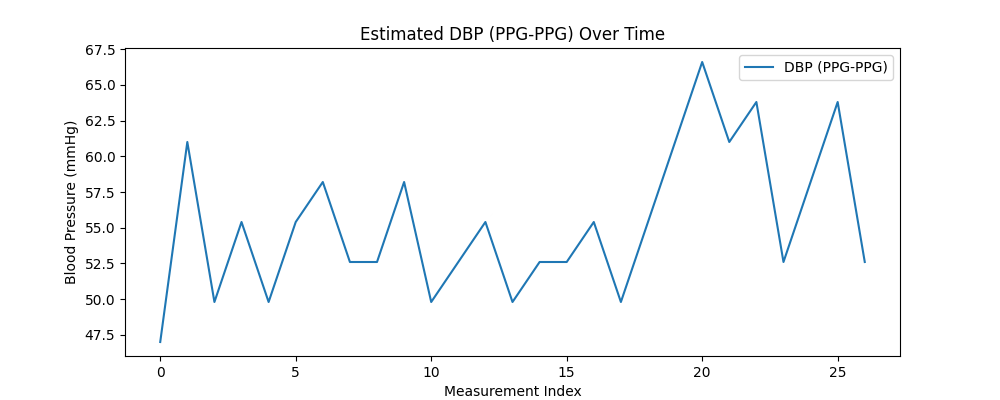 Estimated DBP (PPG-PPG) Over Time
DBP (PPG-PPG)
Blood Pressure (mmHg)
67.5
65.0
62.5
60.0
57.5
55.0
52.5
50.0
47.5
0 5 10 15 20 25
Measurement Index